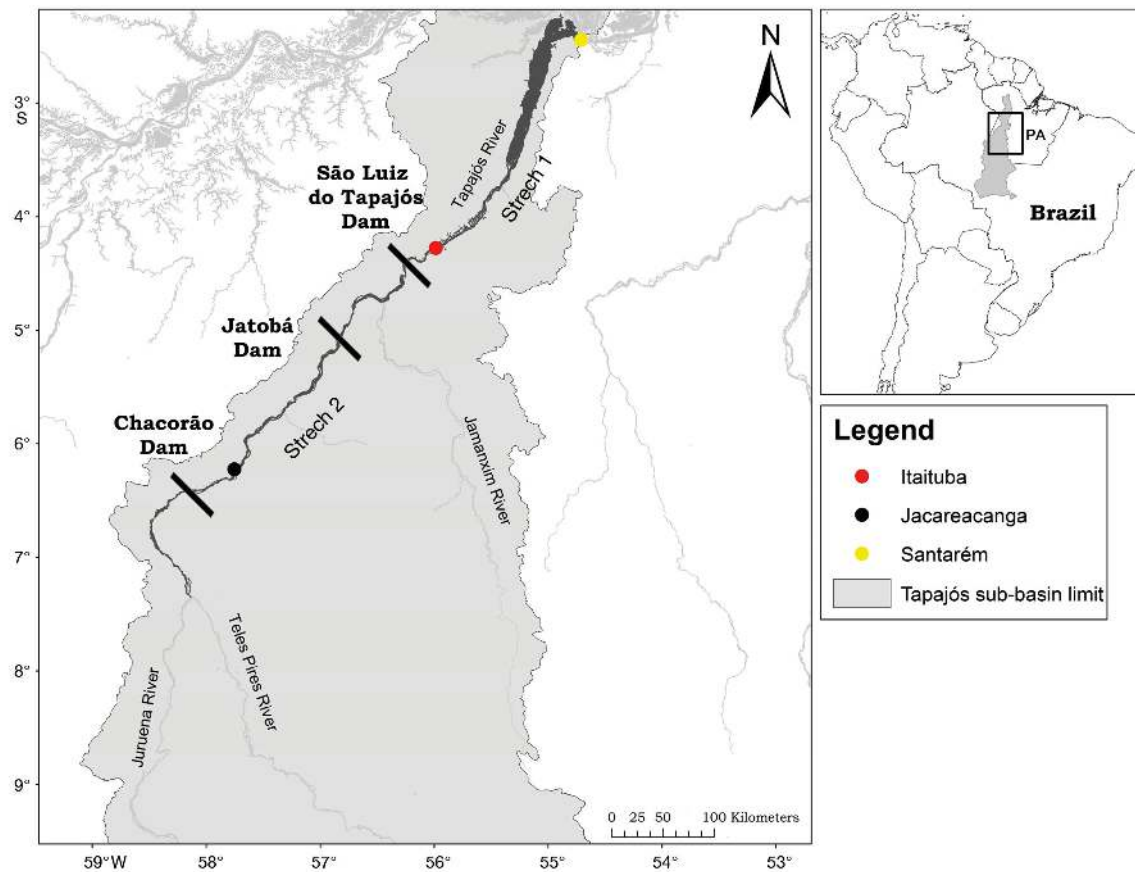 3°
S
4°
5°
6°
7°
8°
9°
59°W
58°
57°
56°
55°
54°
53°
São Luiz
do Tapajós
Dam
Jatobá
Dam
Chacorão
Dam
Tapajós River
Strech 1
Strech 2
Jamanxim River
Teles Pires River
Juruena River
N
0 25 50 100 Kilometers
PA
Brazil
Legend
Itaituba
Jacareacanga
Santarém
Tapajós sub-basin limit